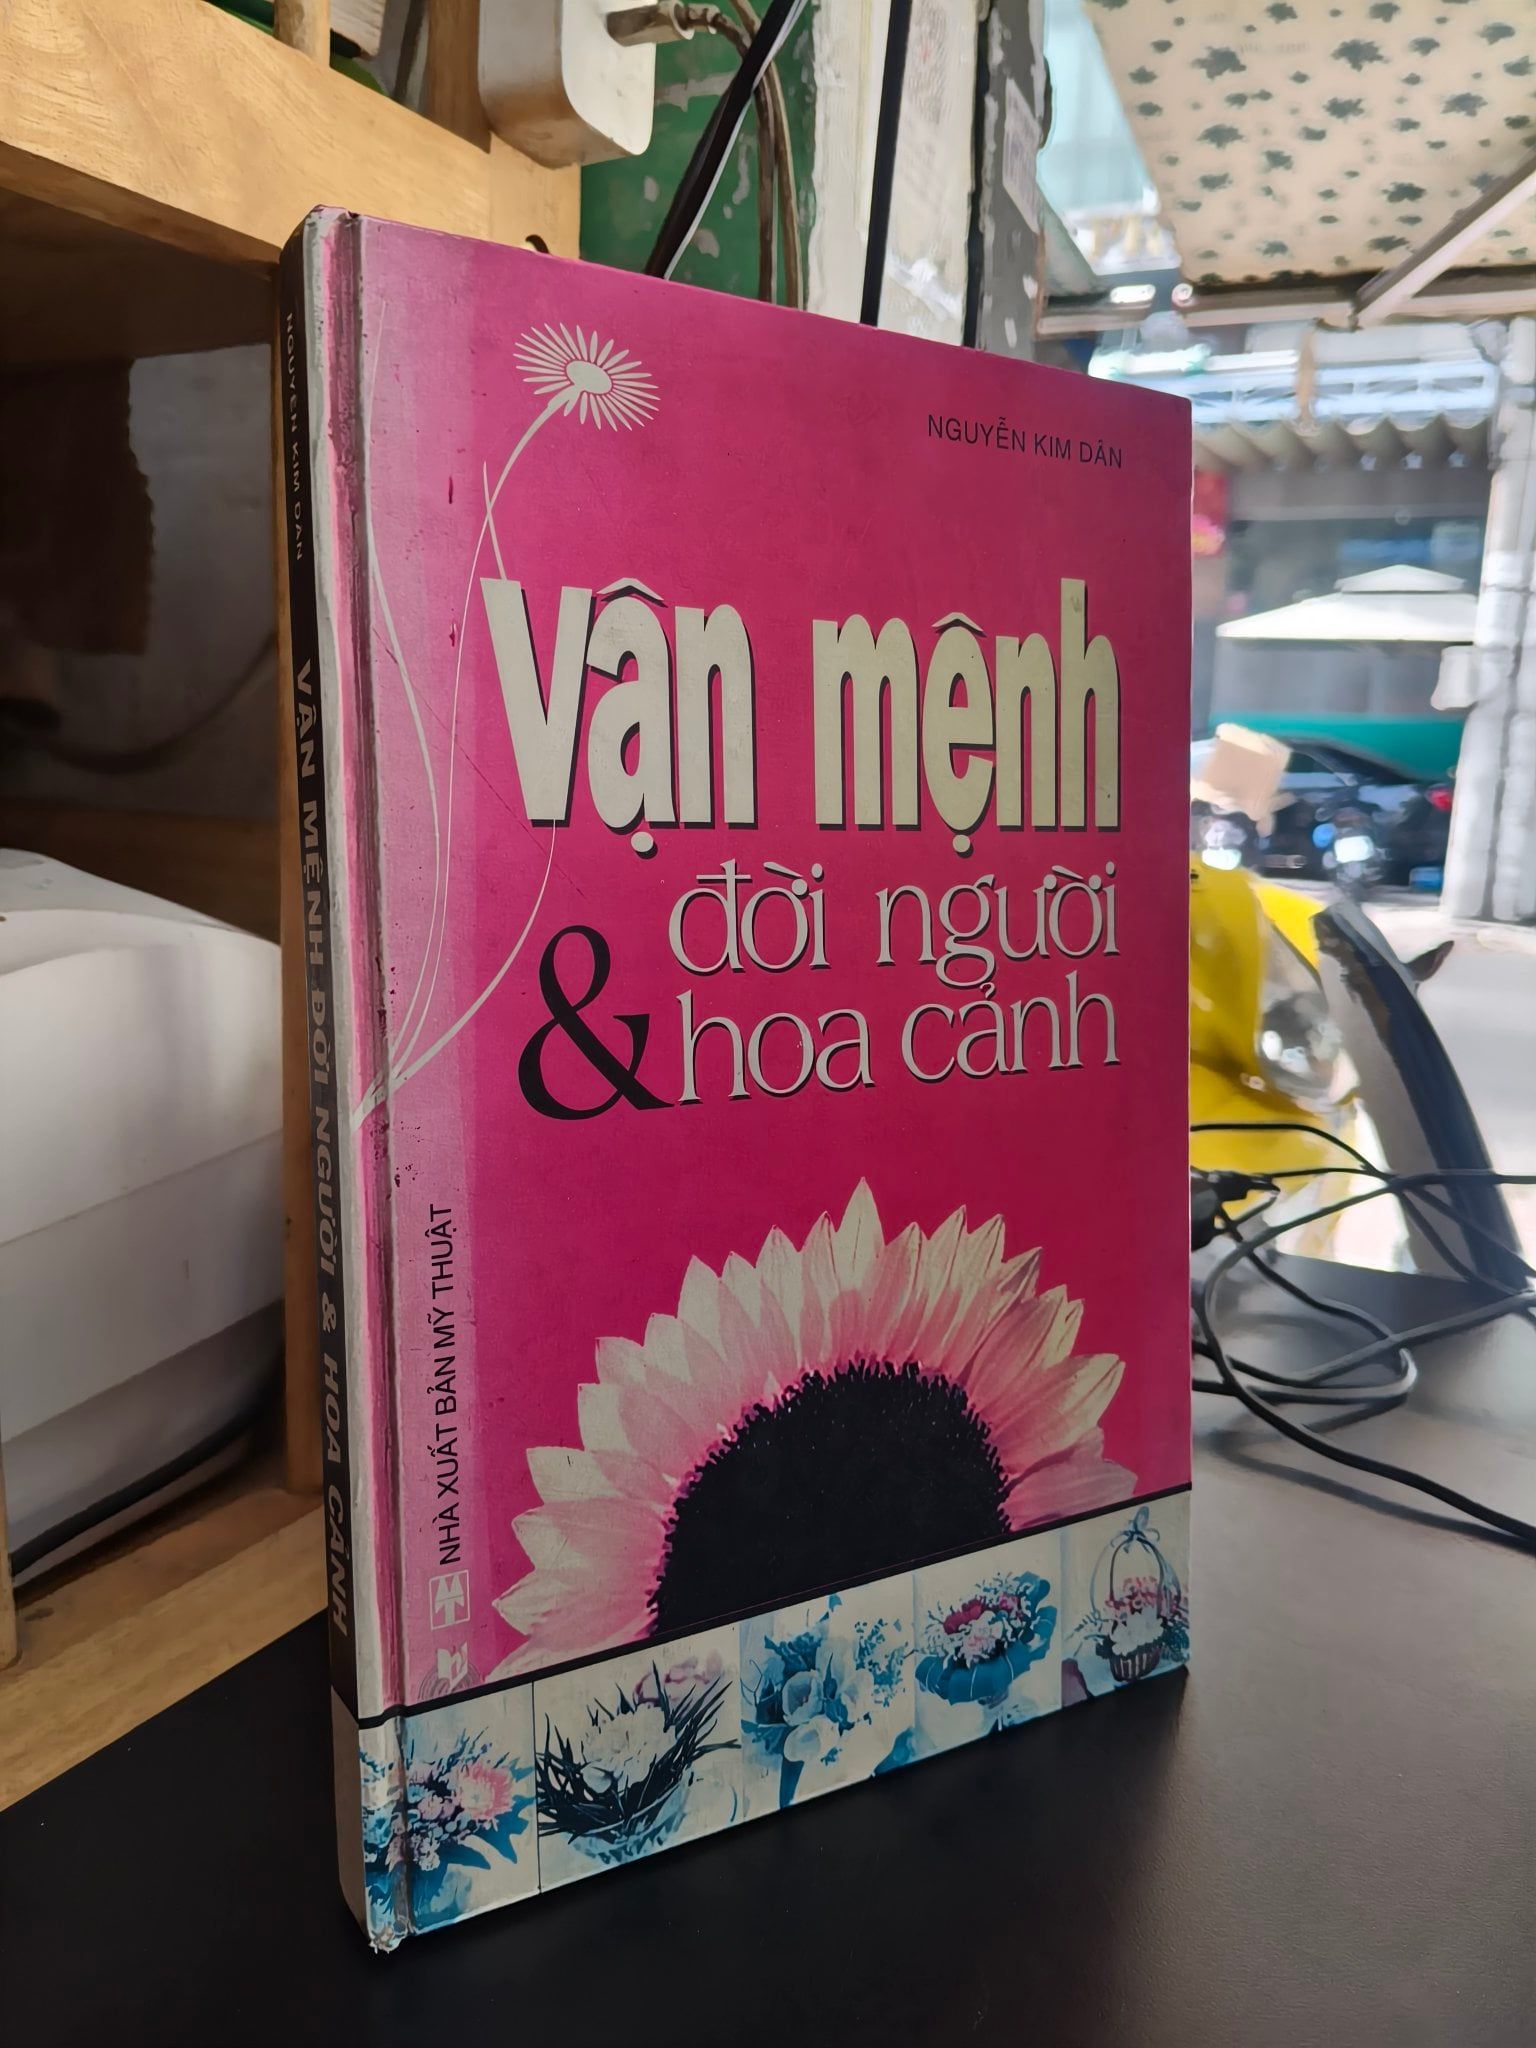 NGUYỄN KIM DÂN
vận mệnh
đời người
& hoa cảnh
NHÀ XUẤT BẢN MỸ THUẬT
NGUYỄN KIM DÂN VẬN MỆNH ĐỜI NGƯỜI & HOA CẢNH